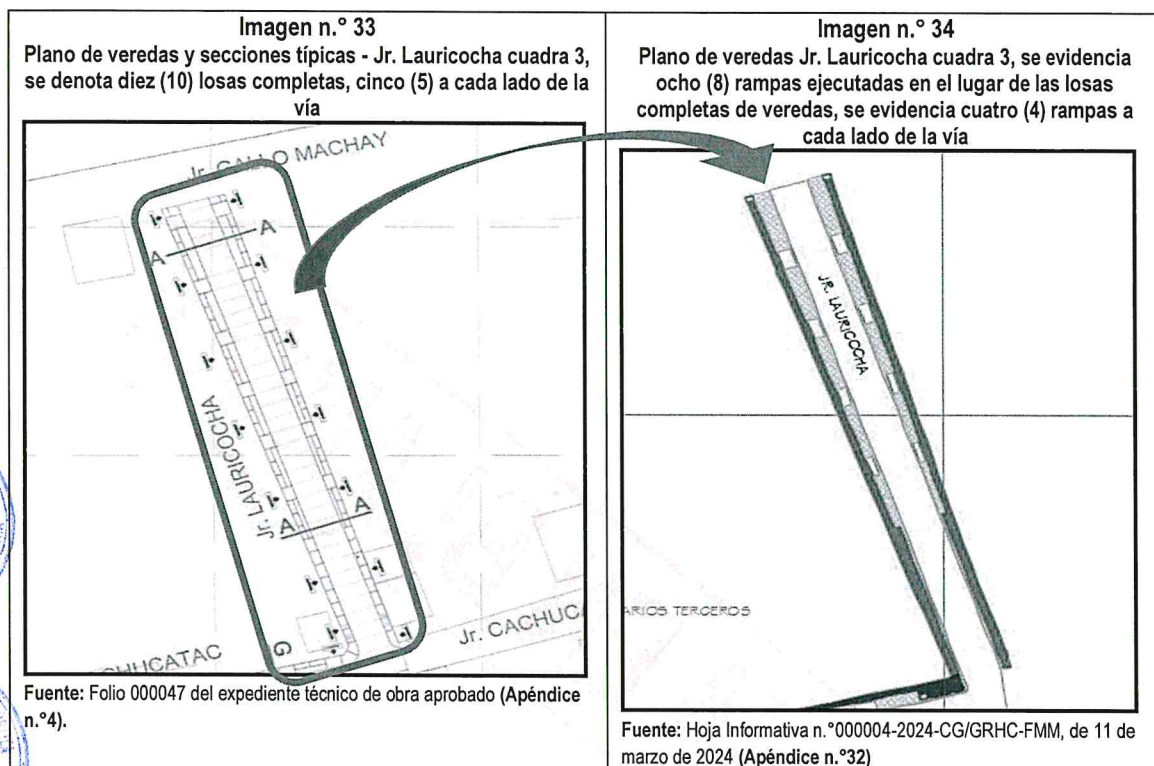 Imagen n.° 33
Plano de veredas y secciones típicas - Jr. Lauricocha cuadra 3,
se denota diez (10) losas completas, cinco (5) a cada lado de la
vía
Jr. GALLO MACHAY
A
A
Jr. LAURICOCHA
A
A
G
CHUCATAC
Jr. CACHUCA
Fuente: Folio 000047 del expediente técnico de obra aprobado (Apéndice
n.°4).
Imagen n.° 34
Plano de veredas Jr. Lauricocha cuadra 3, se evidencia
ocho (8) rampas ejecutadas en el lugar de las losas
completas de veredas, se evidencia cuatro (4) rampas a
cada lado de la vía
JR. LAURICOCHA
ARIOS TERCEROS
Fuente: Hoja Informativa n.°000004-2024-CG/GRHC-FMM, de 11 de
marzo de 2024 (Apéndice n.°32)